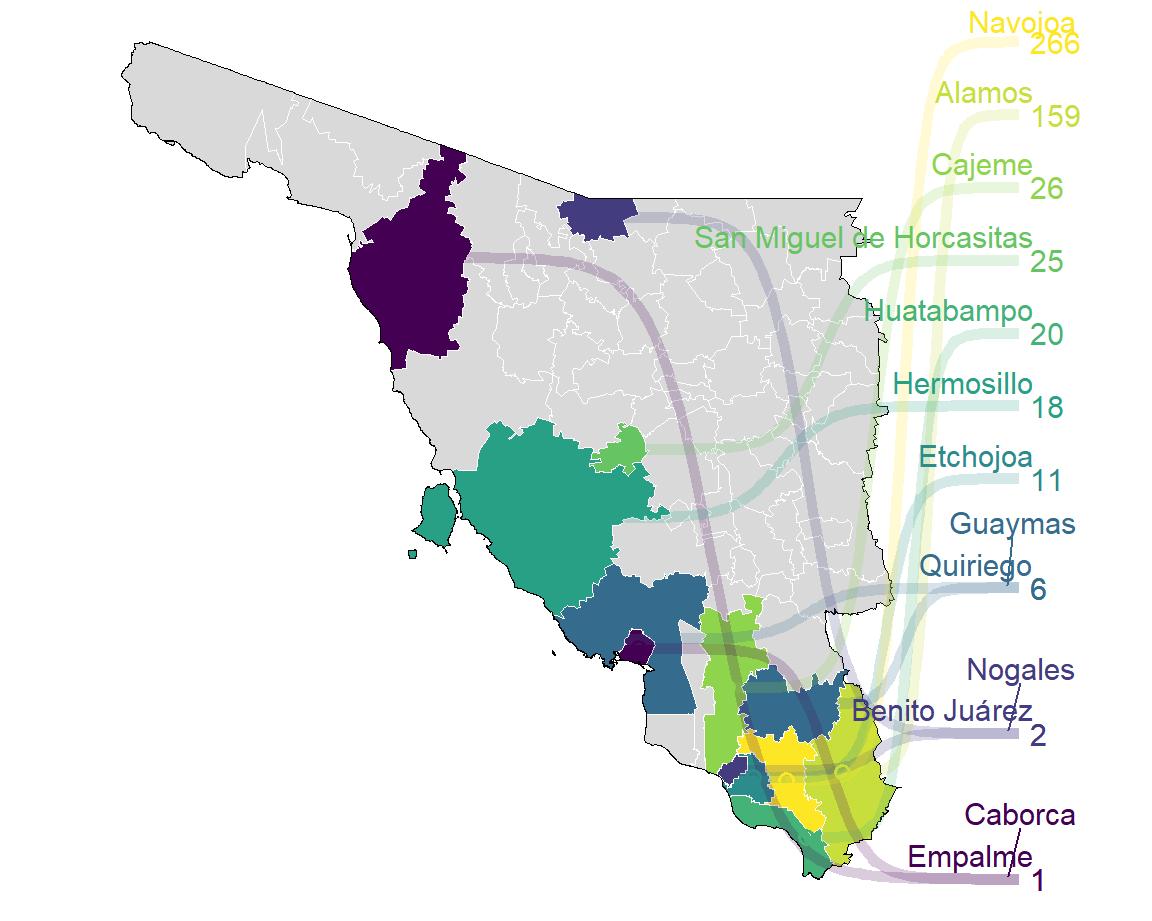 Navojoa
266
Alamos
159
Cajeme
26
San Miguel de Horcasitas
25
Huatabampo
20
Hermosillo
18
Etchojoa
11
Guaymas
Quiriego
6
Nogales
Benito Juárez
2
Caborca
Empalme
1